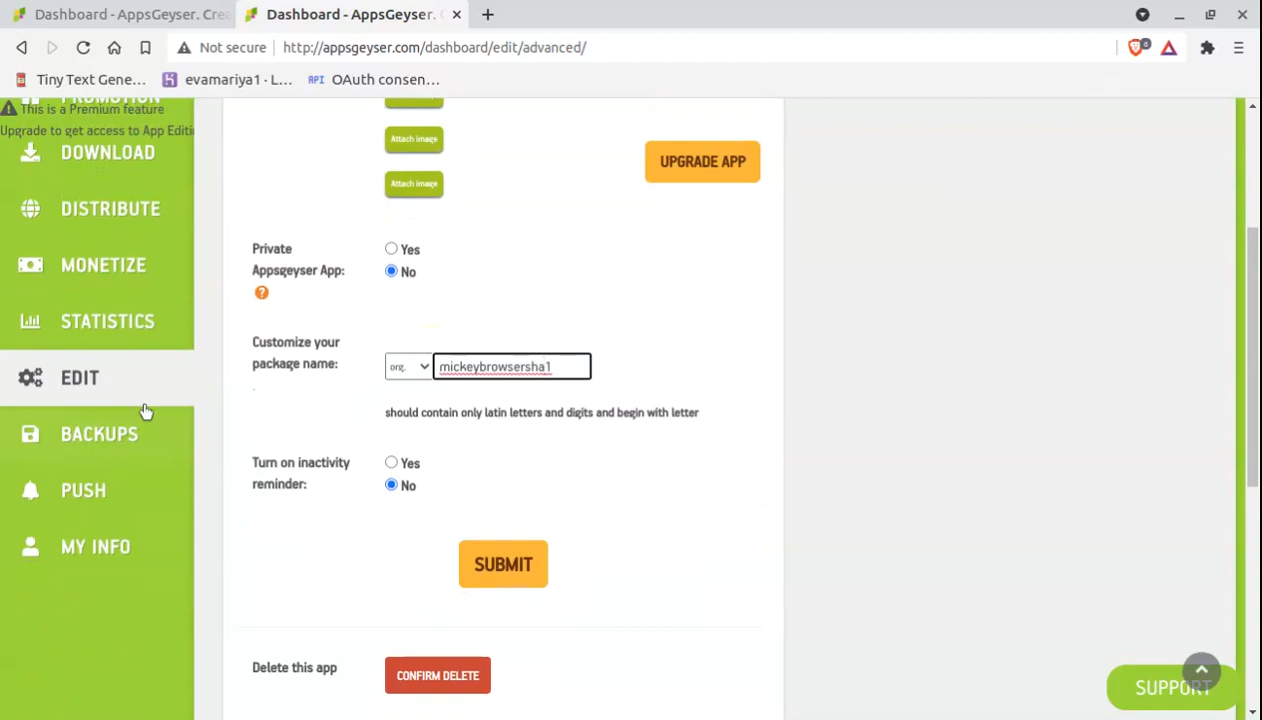 Dashboard - AppsGeyser. Crea
Dashboard - AppsGeyser. C
Not secure
http://appsgeyser.com/dashboard/edit/advanced/
Tiny Text Gene...
evamariya1 · L...
API OAuth consen...
PROMOTION
This is a Premium feature
Upgrade to get access to App Editi
DOWNLOAD
DISTRIBUTE
MONETIZE
STATISTICS
EDIT
BACKUPS
PUSH
MY INFO
Attach image
Attach image
UPGRADE APP
Private
Appsgeyser App:
?
Yes
No
Customize your
package name:
org.
mickeybrowsersha1
should contain only latin letters and digits and begin with letter
Turn on inactivity
reminder:
Yes
No
SUBMIT
Delete this app
CONFIRM DELETE
SUPPORT